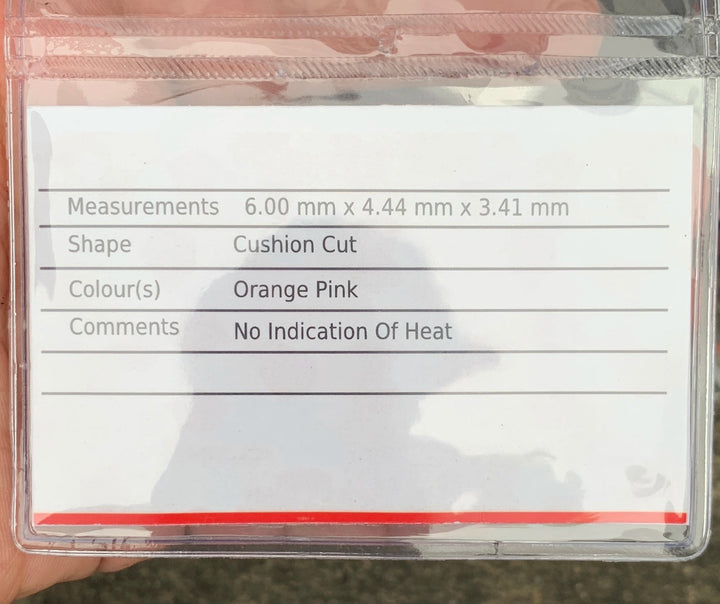 Measurements 6.00 mm x 4.44 mm x 3.41 mm
Shape Cushion Cut
Colour(s) Orange Pink
Comments No Indication Of Heat